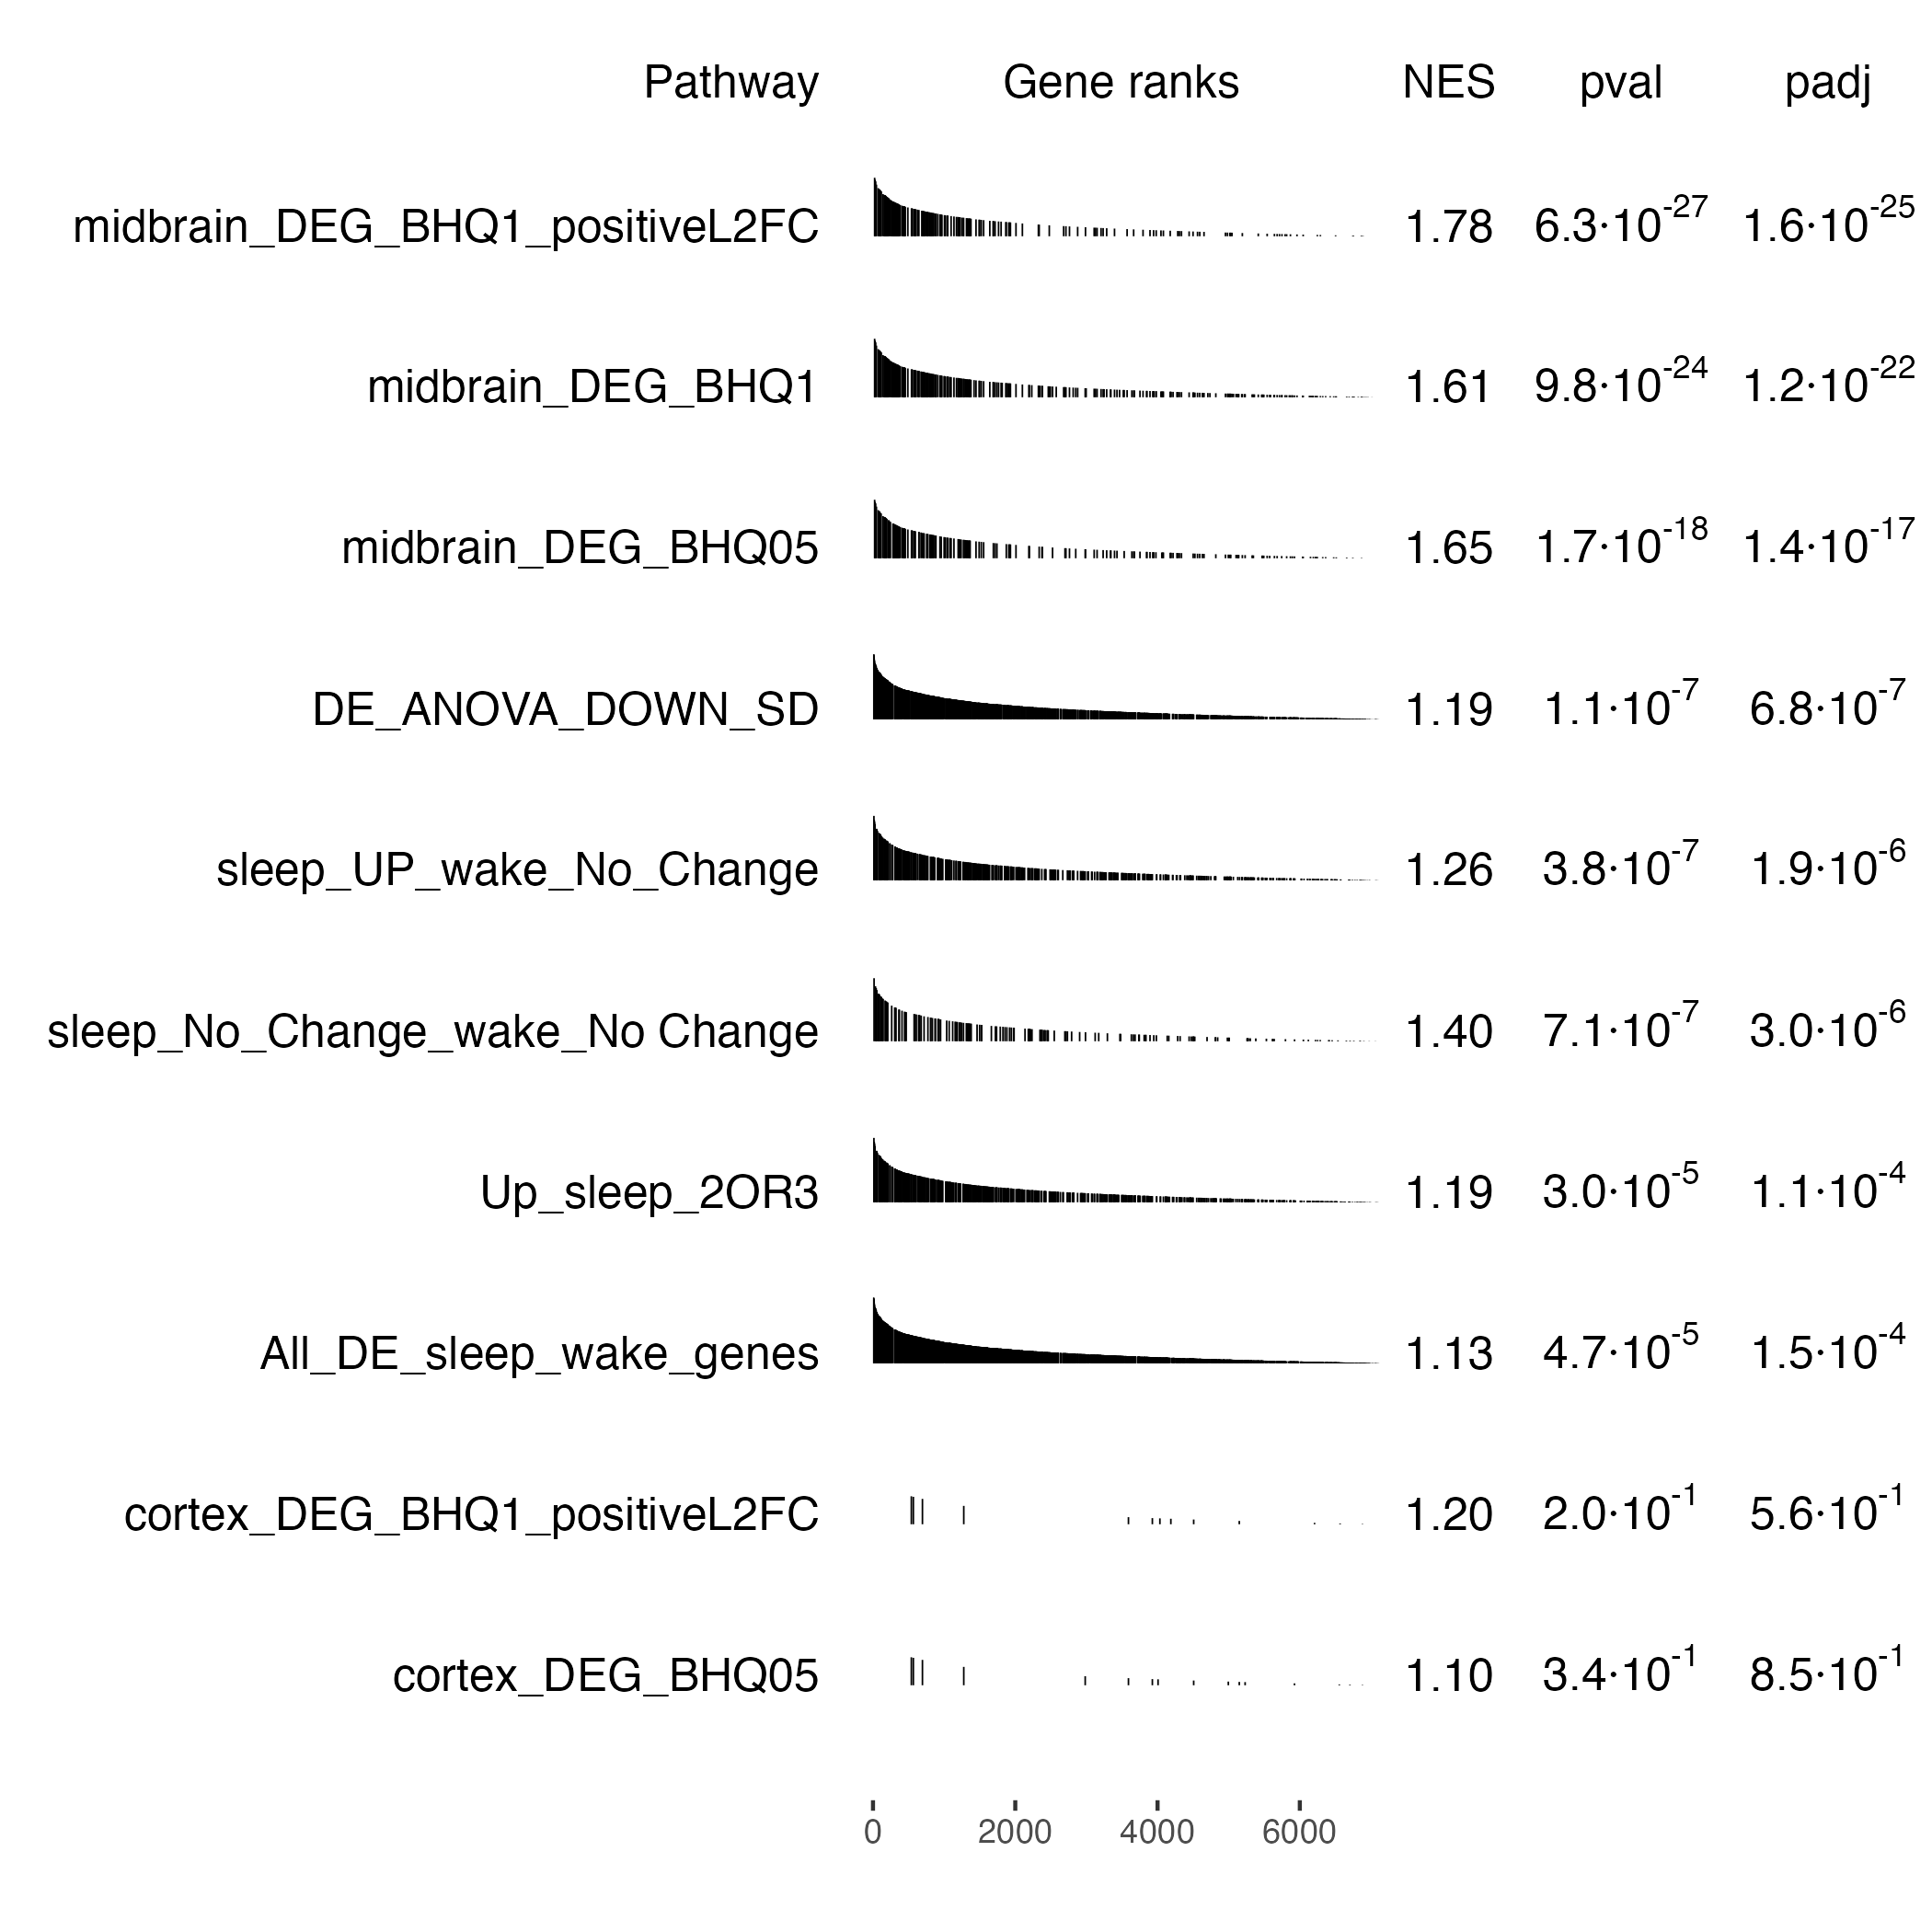 Pathway Gene ranks NES pval padj
midbrain_DEG_BHQ1_positiveL2FC 1.78 6.3·10^-27 1.6·10^-25
midbrain_DEG_BHQ1 1.61 9.8·10^-24 1.2·10^-22
midbrain_DEG_BHQ05 1.65 1.7·10^-18 1.4·10^-17
DE_ANOVA_DOWN_SD 1.19 1.1·10^-7 6.8·10^-7
sleep_UP_wake_No_Change 1.26 3.8·10^-7 1.9·10^-6
sleep_No_Change_wake_No Change 1.40 7.1·10^-7 3.0·10^-6
Up_sleep_2OR3 1.19 3.0·10^-5 1.1·10^-4
All_DE_sleep_wake_genes 1.13 4.7·10^-5 1.5·10^-4
cortex_DEG_BHQ1_positiveL2FC 1.20 2.0·10^-1 5.6·10^-1
cortex_DEG_BHQ05 1.10 3.4·10^-1 8.5·10^-1
0 2000 4000 6000